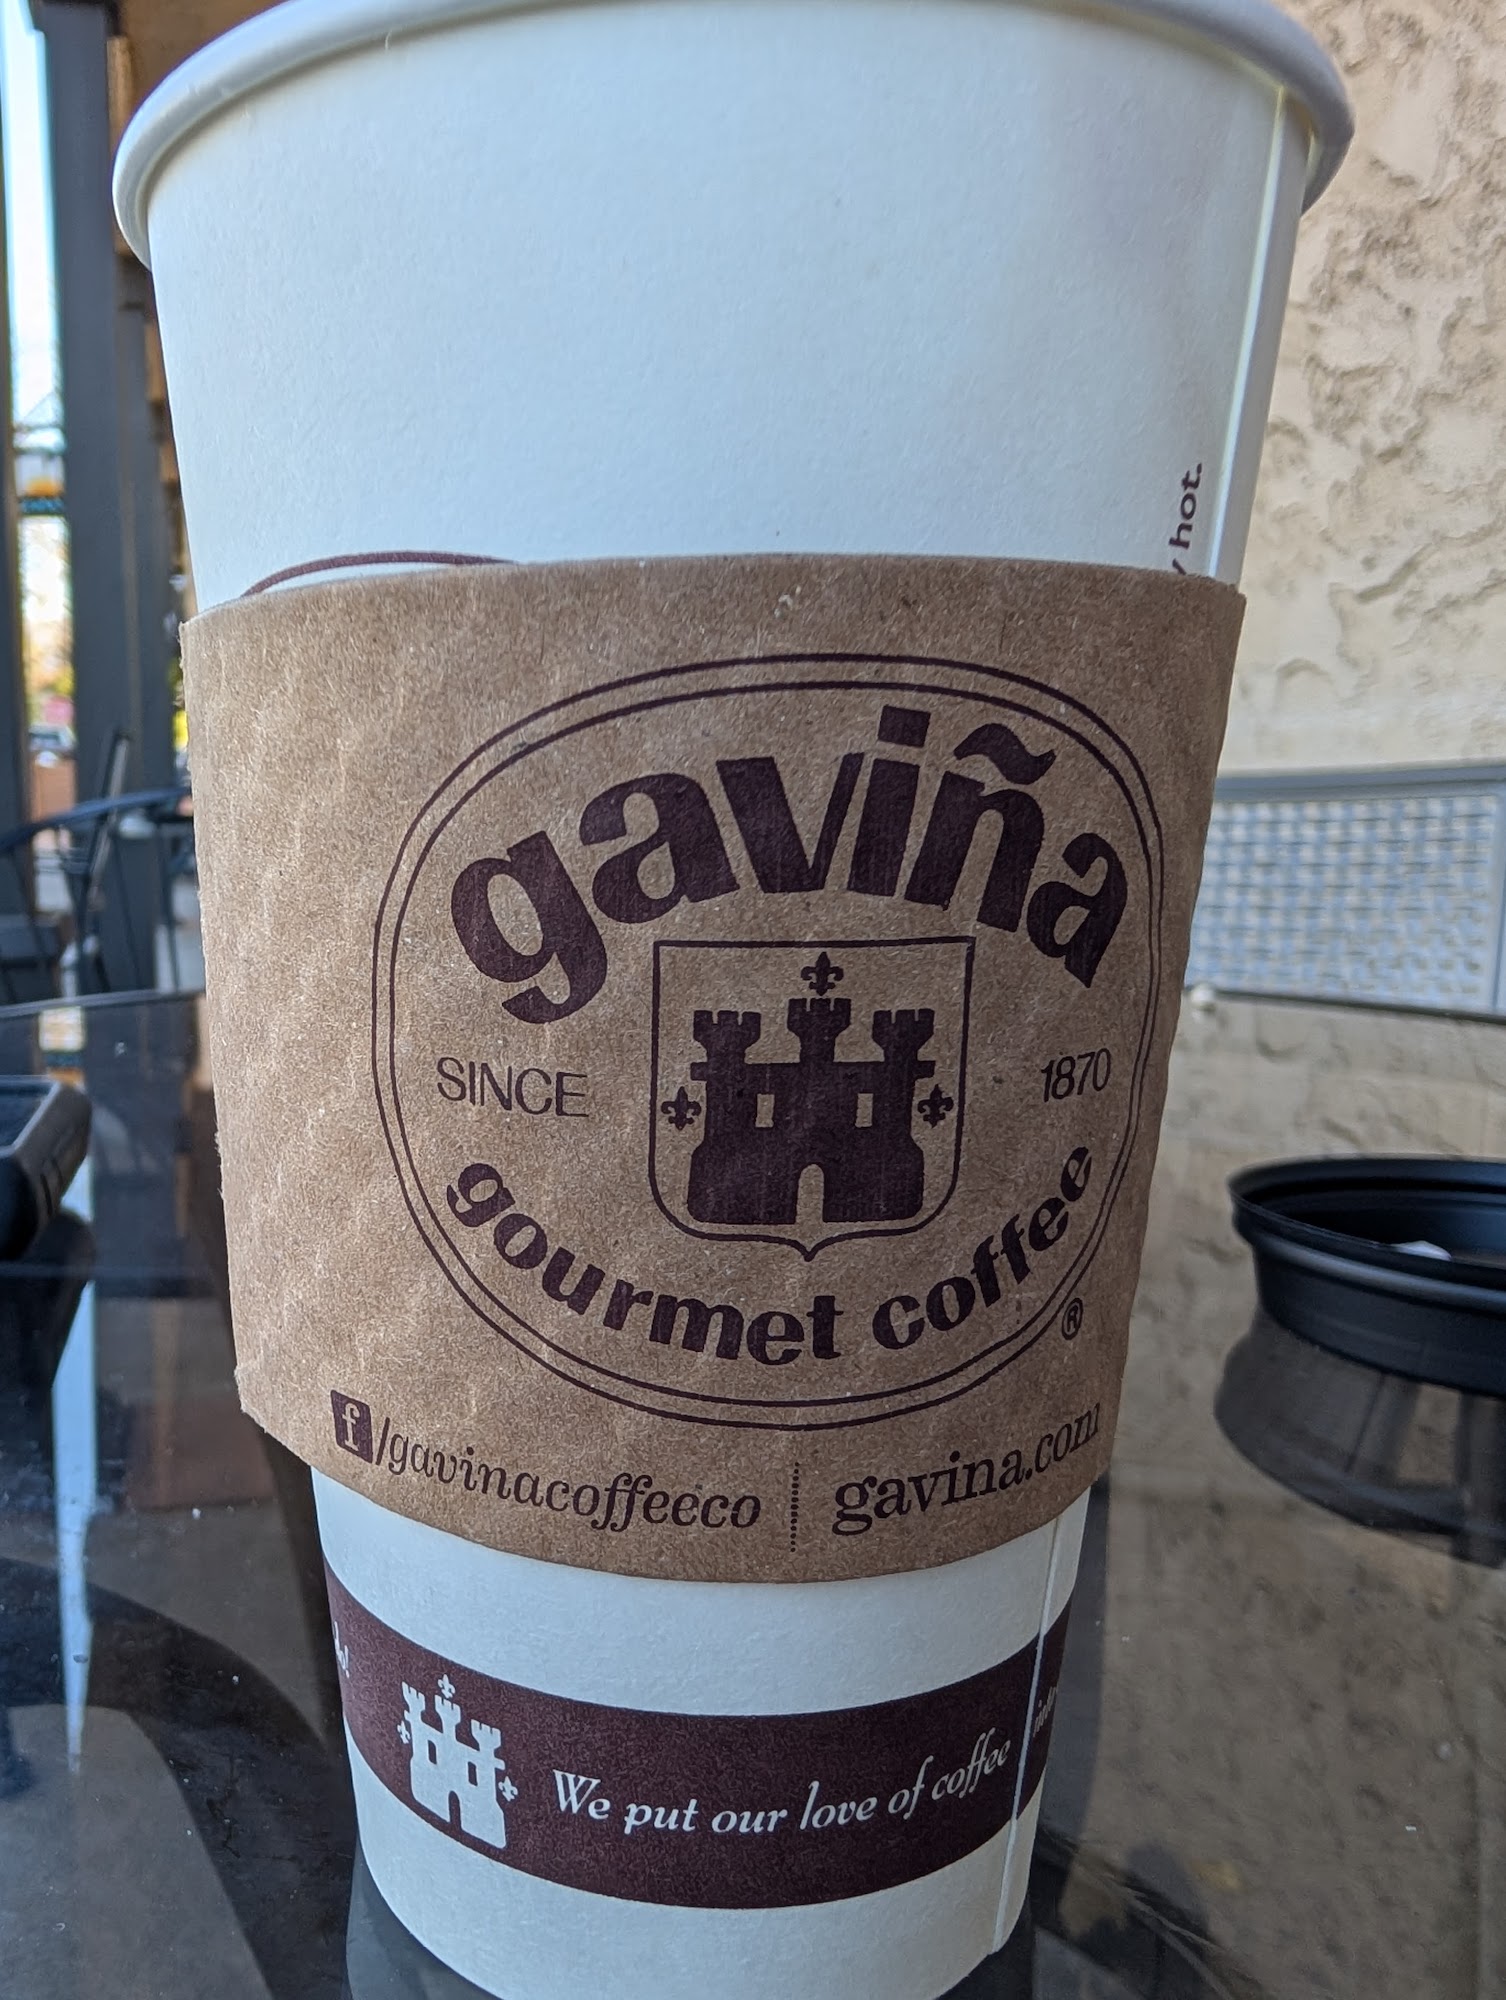 hot.
gaviña
SINCE 1870
gourmet coffee
®
f/gavinacoffeeco
gavina.com
We put our love of coffee